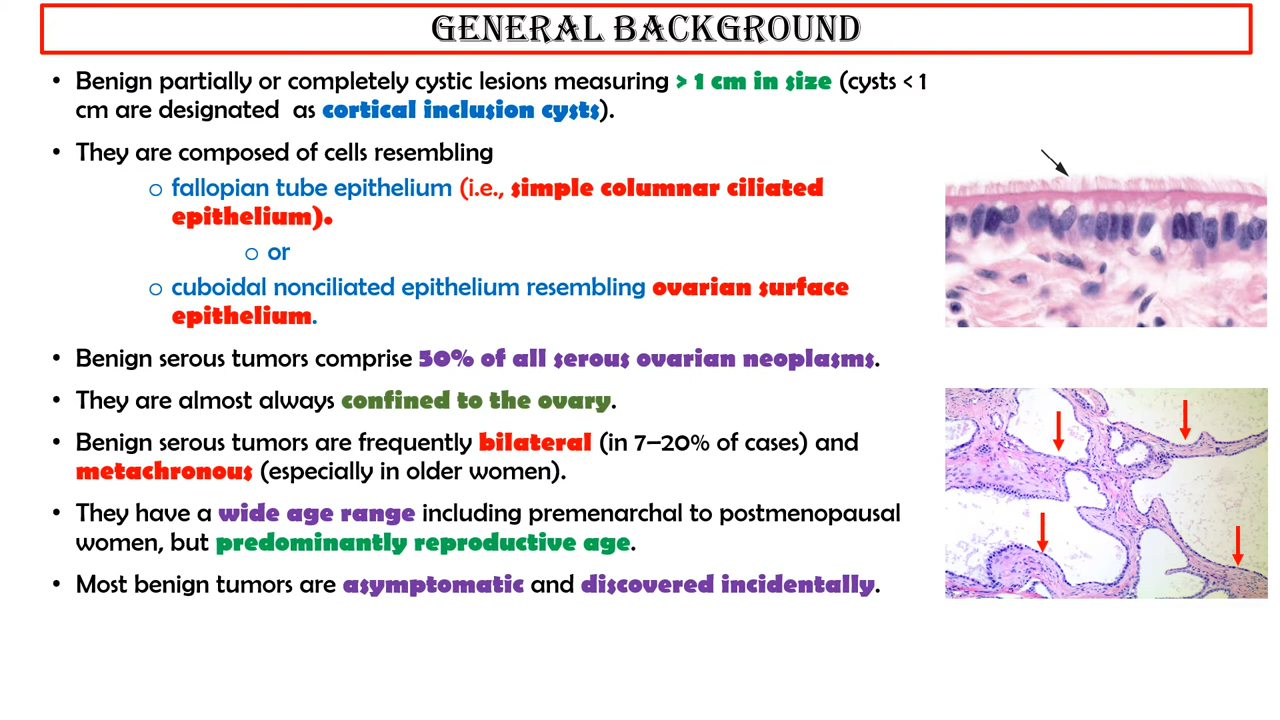 GENERAL BACKGROUND
• Benign partially or completely cystic lesions measuring > 1 cm in size (cysts < 1
cm are designated as cortical inclusion cysts).
• They are composed of cells resembling
o fallopian tube epithelium (i.e., simple columnar ciliated
epithelium).
o or
o cuboidal nonciliated epithelium resembling ovarian surface
epithelium.
• Benign serous tumors comprise 50% of all serous ovarian neoplasms.
• They are almost always confined to the ovary.
• Benign serous tumors are frequently bilateral (in 7–20% of cases) and
metachronous (especially in older women).
• They have a wide age range including premenarchal to postmenopausal
women, but predominantly reproductive age.
• Most benign tumors are asymptomatic and discovered incidentally.